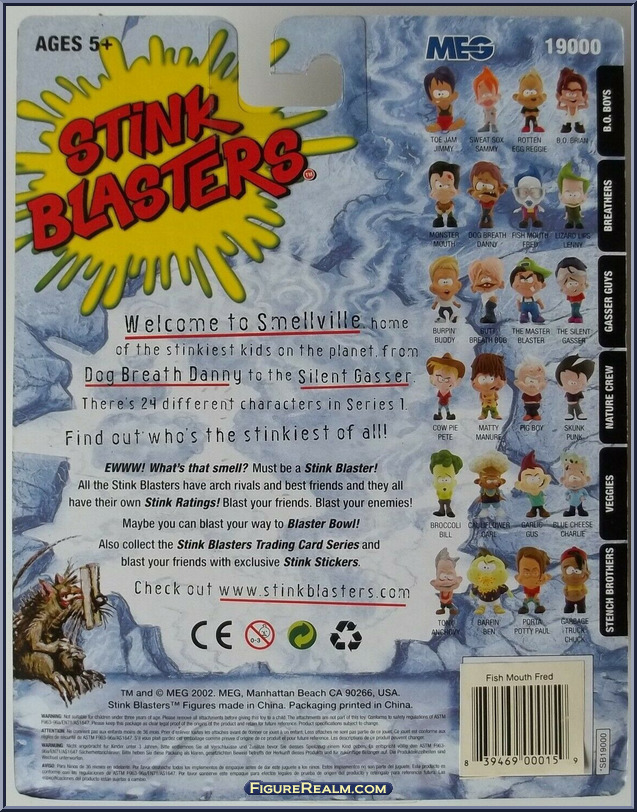 AGES 5+
MEG
19000
STINK
BLASTERS
TM
B.O. BOYS
TOE JAM
JIMMY
SWEAT SOX
SAMMY
ROTTEN
EGG REGGIE
B.O. BRIAN
BREATHERS
MONSTER
MOUTH
DOG BREATH
DANNY
FISH MOUTH
FRED
LIZARD LIPS
LENNY
GASSER GUYS
BURPIN'
BUDDY
BUTT
BREATH BOB
THE MASTER
BLASTER
THE SILENT
GASSER
NATURE CREW
COW PIE
PETE
MATTY
MANURE
PIG BOY
SKUNK
PUNK
VEGGIES
BROCCOLI
BILL
CAULIFLOWER
CARL
GARLIC
GUS
BLUE CHEESE
CHARLIE
STENCH BROTHERS
TONY
ANCHOVY
BARFIN'
BEN
PORTA
POTTY PAUL
GARBAGE
TRUCK
CHUCK
Welcome to Smellville, home
of the stinkiest kids on the planet, from
Dog Breath Danny to the Silent Gasser.
There's 24 different characters in Series 1.
Find out who's the stinkiest of all!
EWWW! What's that smell? Must be a Stink Blaster!
All the Stink Blasters have arch rivals and best friends and they all
have their own Stink Ratings! Blast your friends. Blast your enemies!
Maybe you can blast your way to Blaster Bowl!
Also collect the Stink Blasters Trading Card Series and
blast your friends with exclusive Stink Stickers.
Check out www.stinkblasters.com
CE
0-3
TM and © MEG 2002. MEG, Manhattan Beach CA 90266, USA.
Stink Blasters™ Figures made in China. Packaging printed in China.
Fish Mouth Fred
8 39469 00015 9
SB19000
FIGUREREALM.COM